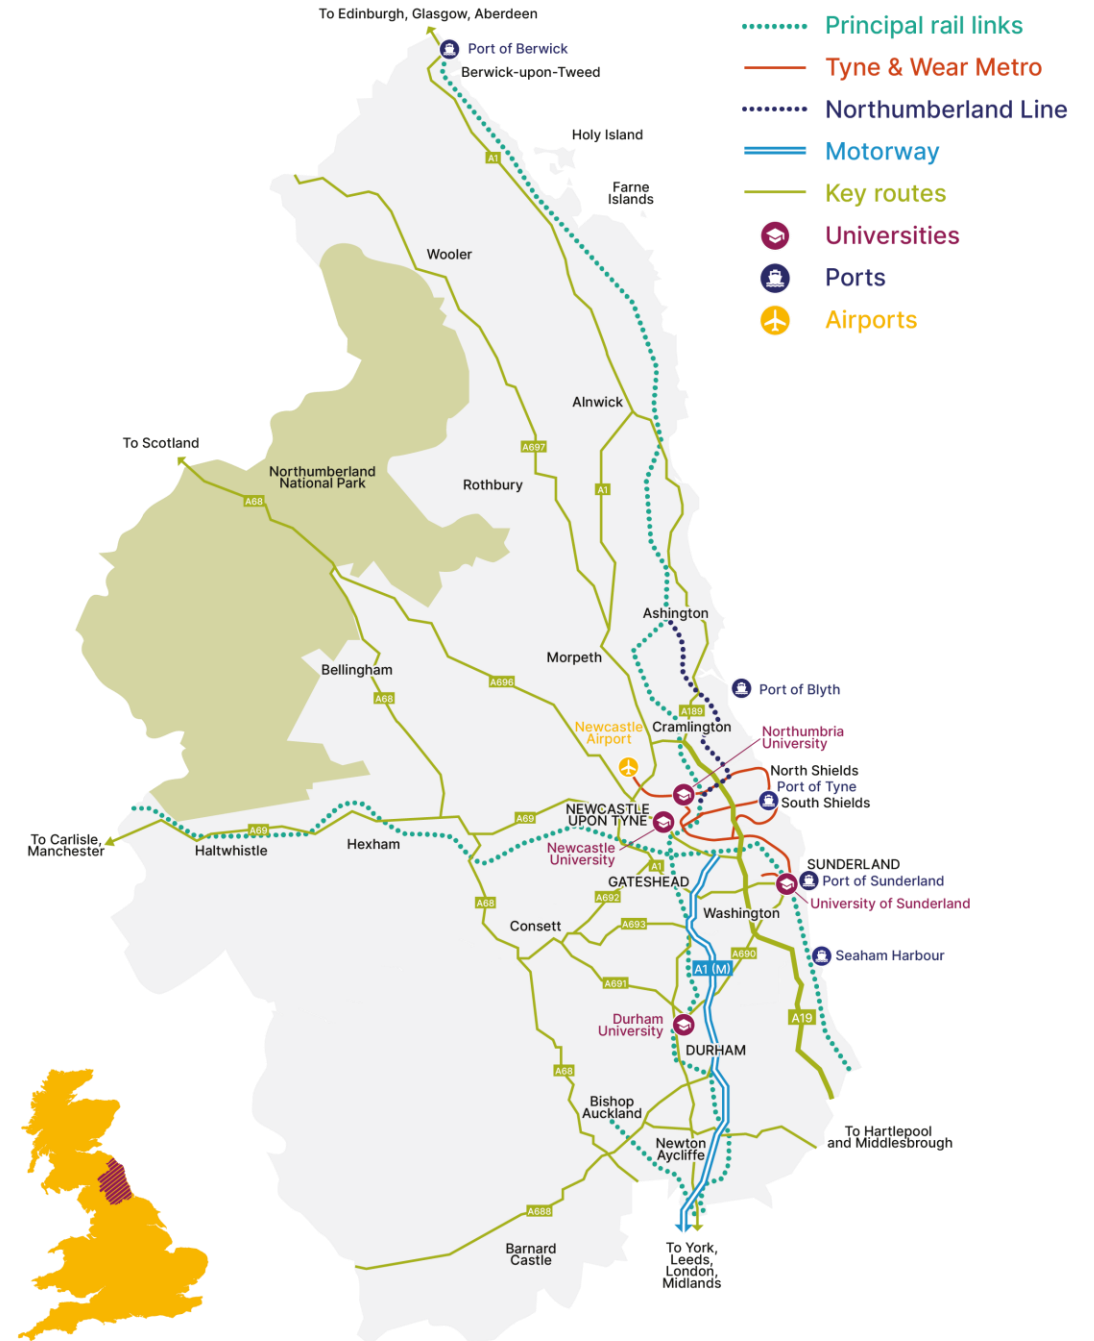 To Edinburgh, Glasgow, Aberdeen
Port of Berwick
Berwick-upon-Tweed
Principal rail links
Tyne & Wear Metro
Northumberland Line
Motorway
Key routes
Universities
Ports
Airports
Holy Island
A1
Farne
Islands
Wooler
Alnwick
To Scotland
A697
Northumberland
National Park
Rothbury
A1
A68
Ashington
Morpeth
Bellingham
A696
Port of Blyth
A68
A189
Newcastle
Airport
Cramlington
Northumbria
University
North Shields
Port of Tyne
South Shields
NEWCASTLE
UPON TYNE
A69
A69
To Carlisle,
Manchester
Haltwhistle
Hexham
Newcastle
University
A1
SUNDERLAND
GATESHEAD
Port of Sunderland
A692
University of Sunderland
A68
Washington
Consett
A693
A690
Seaham Harbour
A1 (M)
A691
A19
Durham
University
DURHAM
A68
Bishop
Auckland
To Hartlepool
and Middlesbrough
Newton
Aycliffe
A688
Barnard
Castle
To York,
Leeds,
London,
Midlands